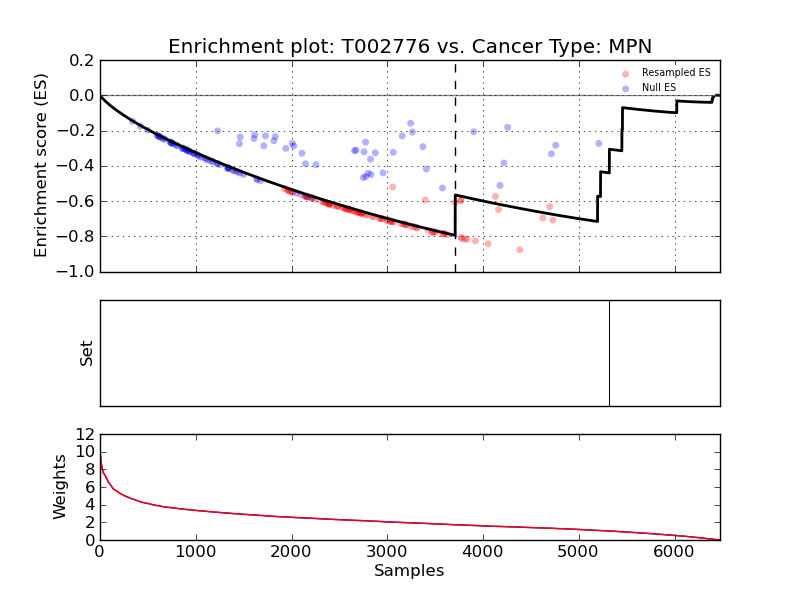 Enrichment plot: T002776 vs. Cancer Type: MPN
Enrichment score (ES)
0.2
0.0
−0.2
−0.4
−0.6
−0.8
−1.0
Resampled ES
Null ES
Set
Weights
12
10
8
6
4
2
0
0 1000 2000 3000 4000 5000 6000
Samples